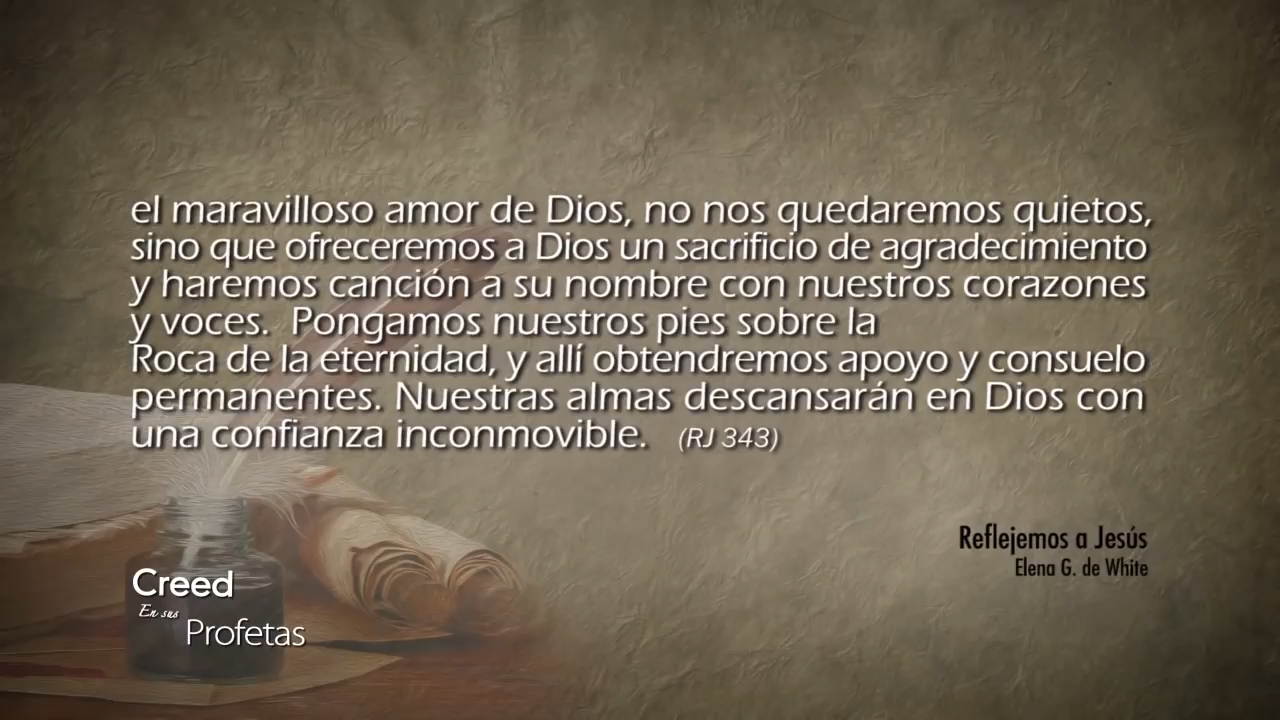 el maravilloso amor de Dios, no nos quedaremos quietos,
sino que ofreceremos a Dios un sacrificio de agradecimiento
y haremos canción a su nombre con nuestros corazones
y voces.  Pongamos nuestros pies sobre la
Roca de la eternidad, y allí obtendremos apoyo y consuelo
permanentes. Nuestras almas descansarán en Dios con
una confianza inconmovible.   (RJ 343)
Reflejemos a Jesús
Elena G. de White
Creed
En sus
Profetas